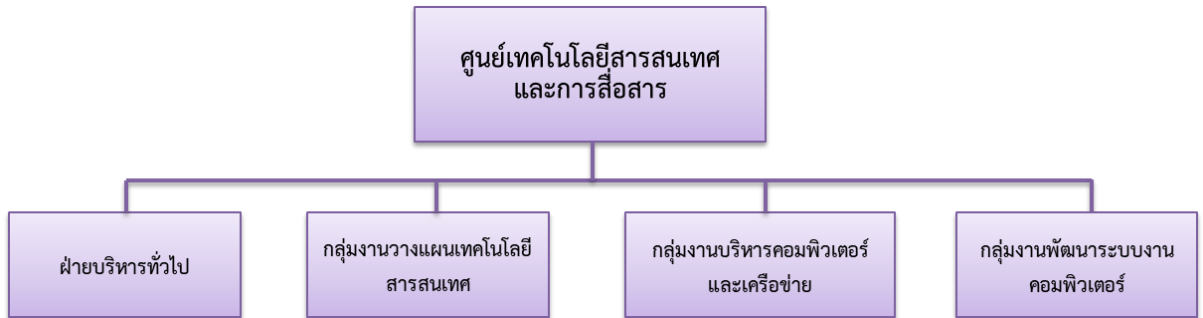 ศูนย์เทคโนโลยีสารสนเทศ
และการสื่อสาร
ฝ่ายบริหารทั่วไป
กลุ่มงานวางแผนเทคโนโลยี
สารสนเทศ
กลุ่มงานบริหารคอมพิวเตอร์
และเครือข่าย
กลุ่มงานพัฒนาระบบงาน
คอมพิวเตอร์